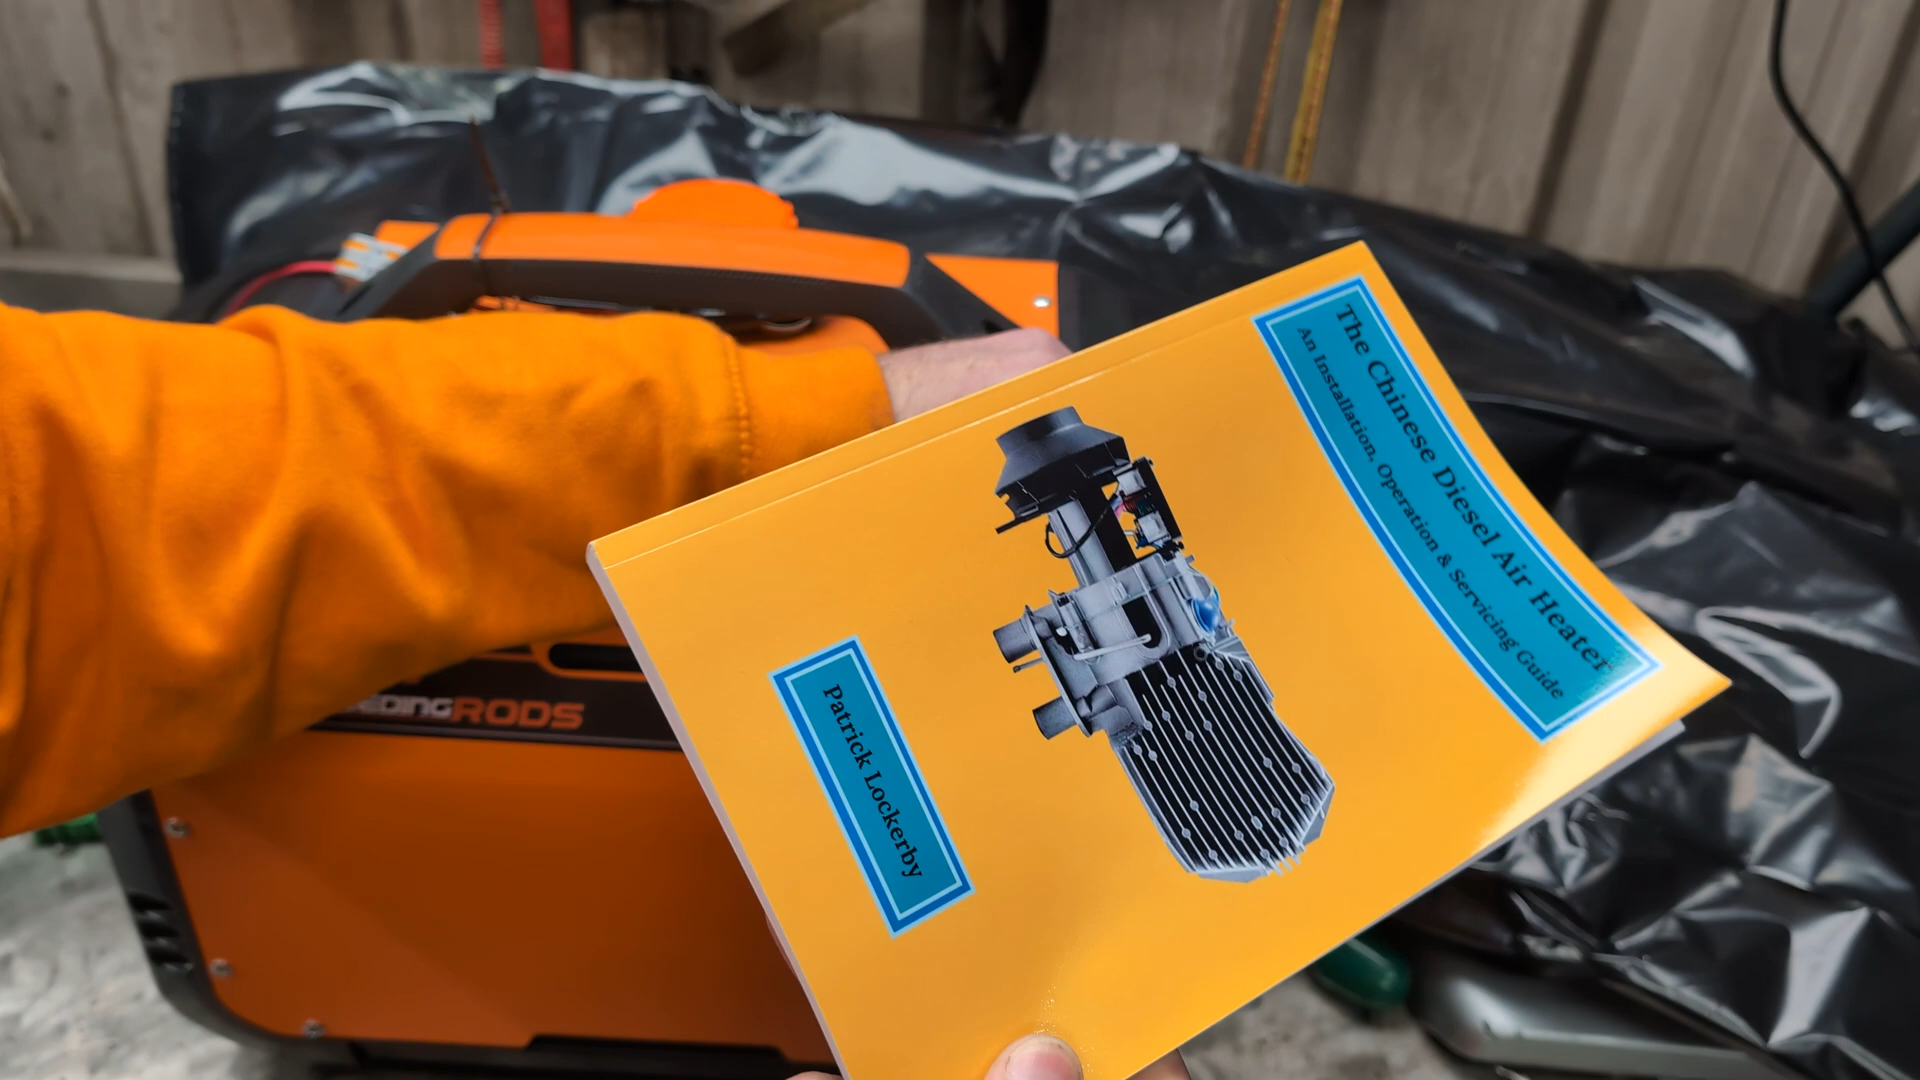 The Chinese Diesel Air Heater
An Installation, Operation & Servicing Guide
Patrick Lockerby
RODS